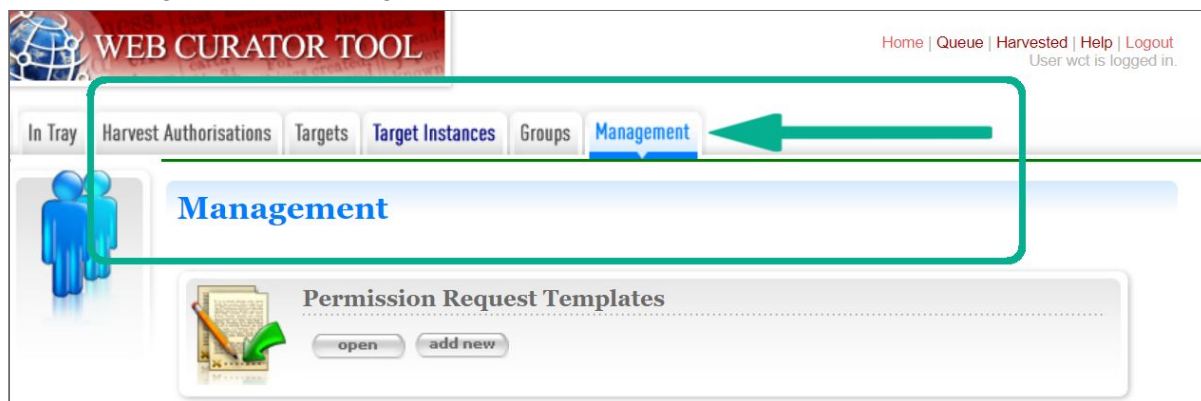 WEB CURATOR TOOL
Home | Queue | Harvested | Help | Logout
User wct is logged in.
In Tray Harvest Authorisations Targets Target Instances Groups Management
Management
Permission Request Templates
open add new